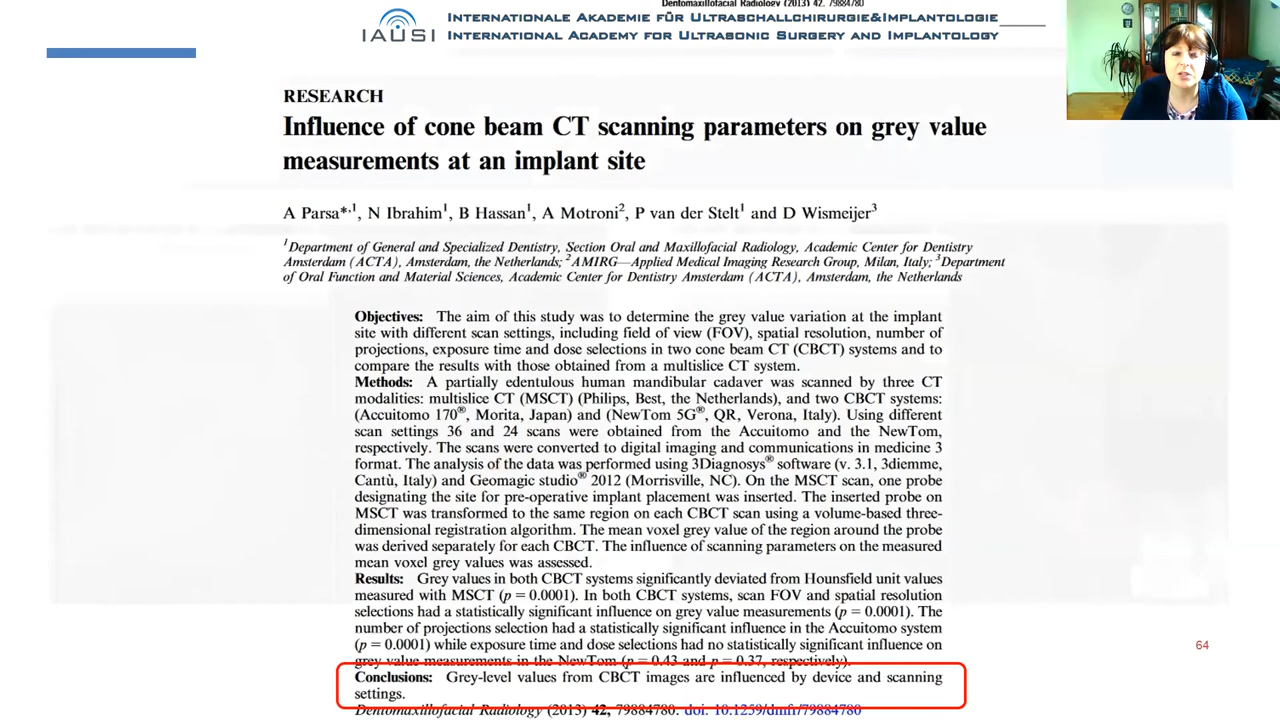 Dentomaxillofacial Radiology (2013) 42, 79884780
INTERNATIONALE AKADEMIE FÜR ULTRASCHALLCHIRURGIE&IMPLANTOLOGIE
IAUSI INTERNATIONAL ACADEMY FOR ULTRASONIC SURGERY AND IMPLANTOLOGY
RESEARCH
Influence of cone beam CT scanning parameters on grey value
measurements at an implant site
A Parsa*,1, N Ibrahim1, B Hassan1, A Motroni2, P van der Stelt1 and D Wismeijer3
1Department of General and Specialized Dentistry, Section Oral and Maxillofacial Radiology, Academic Center for Dentistry
Amsterdam (ACTA), Amsterdam, the Netherlands; 2AMIRG—Applied Medical Imaging Research Group, Milan, Italy; 3Department
of Oral Function and Material Sciences, Academic Center for Dentistry Amsterdam (ACTA), Amsterdam, the Netherlands
Objectives: The aim of this study was to determine the grey value variation at the implant
site with different scan settings, including field of view (FOV), spatial resolution, number of
projections, exposure time and dose selections in two cone beam CT (CBCT) systems and to
compare the results with those obtained from a multislice CT system.
Methods: A partially edentulous human mandibular cadaver was scanned by three CT
modalities: multislice CT (MSCT) (Philips, Best, the Netherlands), and two CBCT systems:
(Accuitomo 170®, Morita, Japan) and (NewTom 5G®, QR, Verona, Italy). Using different
scan settings 36 and 24 scans were obtained from the Accuitomo and the NewTom,
respectively. The scans were converted to digital imaging and communications in medicine 3
format. The analysis of the data was performed using 3Diagnosys® software (v. 3.1, 3diemme,
Cantù, Italy) and Geomagic studio® 2012 (Morrisville, NC). On the MSCT scan, one probe
designating the site for pre-operative implant placement was inserted. The inserted probe on
MSCT was transformed to the same region on each CBCT scan using a volume-based three-
dimensional registration algorithm. The mean voxel grey value of the region around the probe
was derived separately for each CBCT. The influence of scanning parameters on the measured
mean voxel grey values was assessed.
Results: Grey values in both CBCT systems significantly deviated from Hounsfield unit values
measured with MSCT (p = 0.0001). In both CBCT systems, scan FOV and spatial resolution
selections had a statistically significant influence on grey value measurements (p = 0.0001). The
number of projections selection had a statistically significant influence in the Accuitomo system
(p = 0.0001) while exposure time and dose selections had no statistically significant influence on
grey value measurements in the NewTom (p = 0.43 and p = 0.37, respectively).
Conclusions: Grey-level values from CBCT images are influenced by device and scanning
settings.
Dentomaxillofacial Radiology (2013) 42, 79884780. doi: 10.1259/dmfr/79884780
64